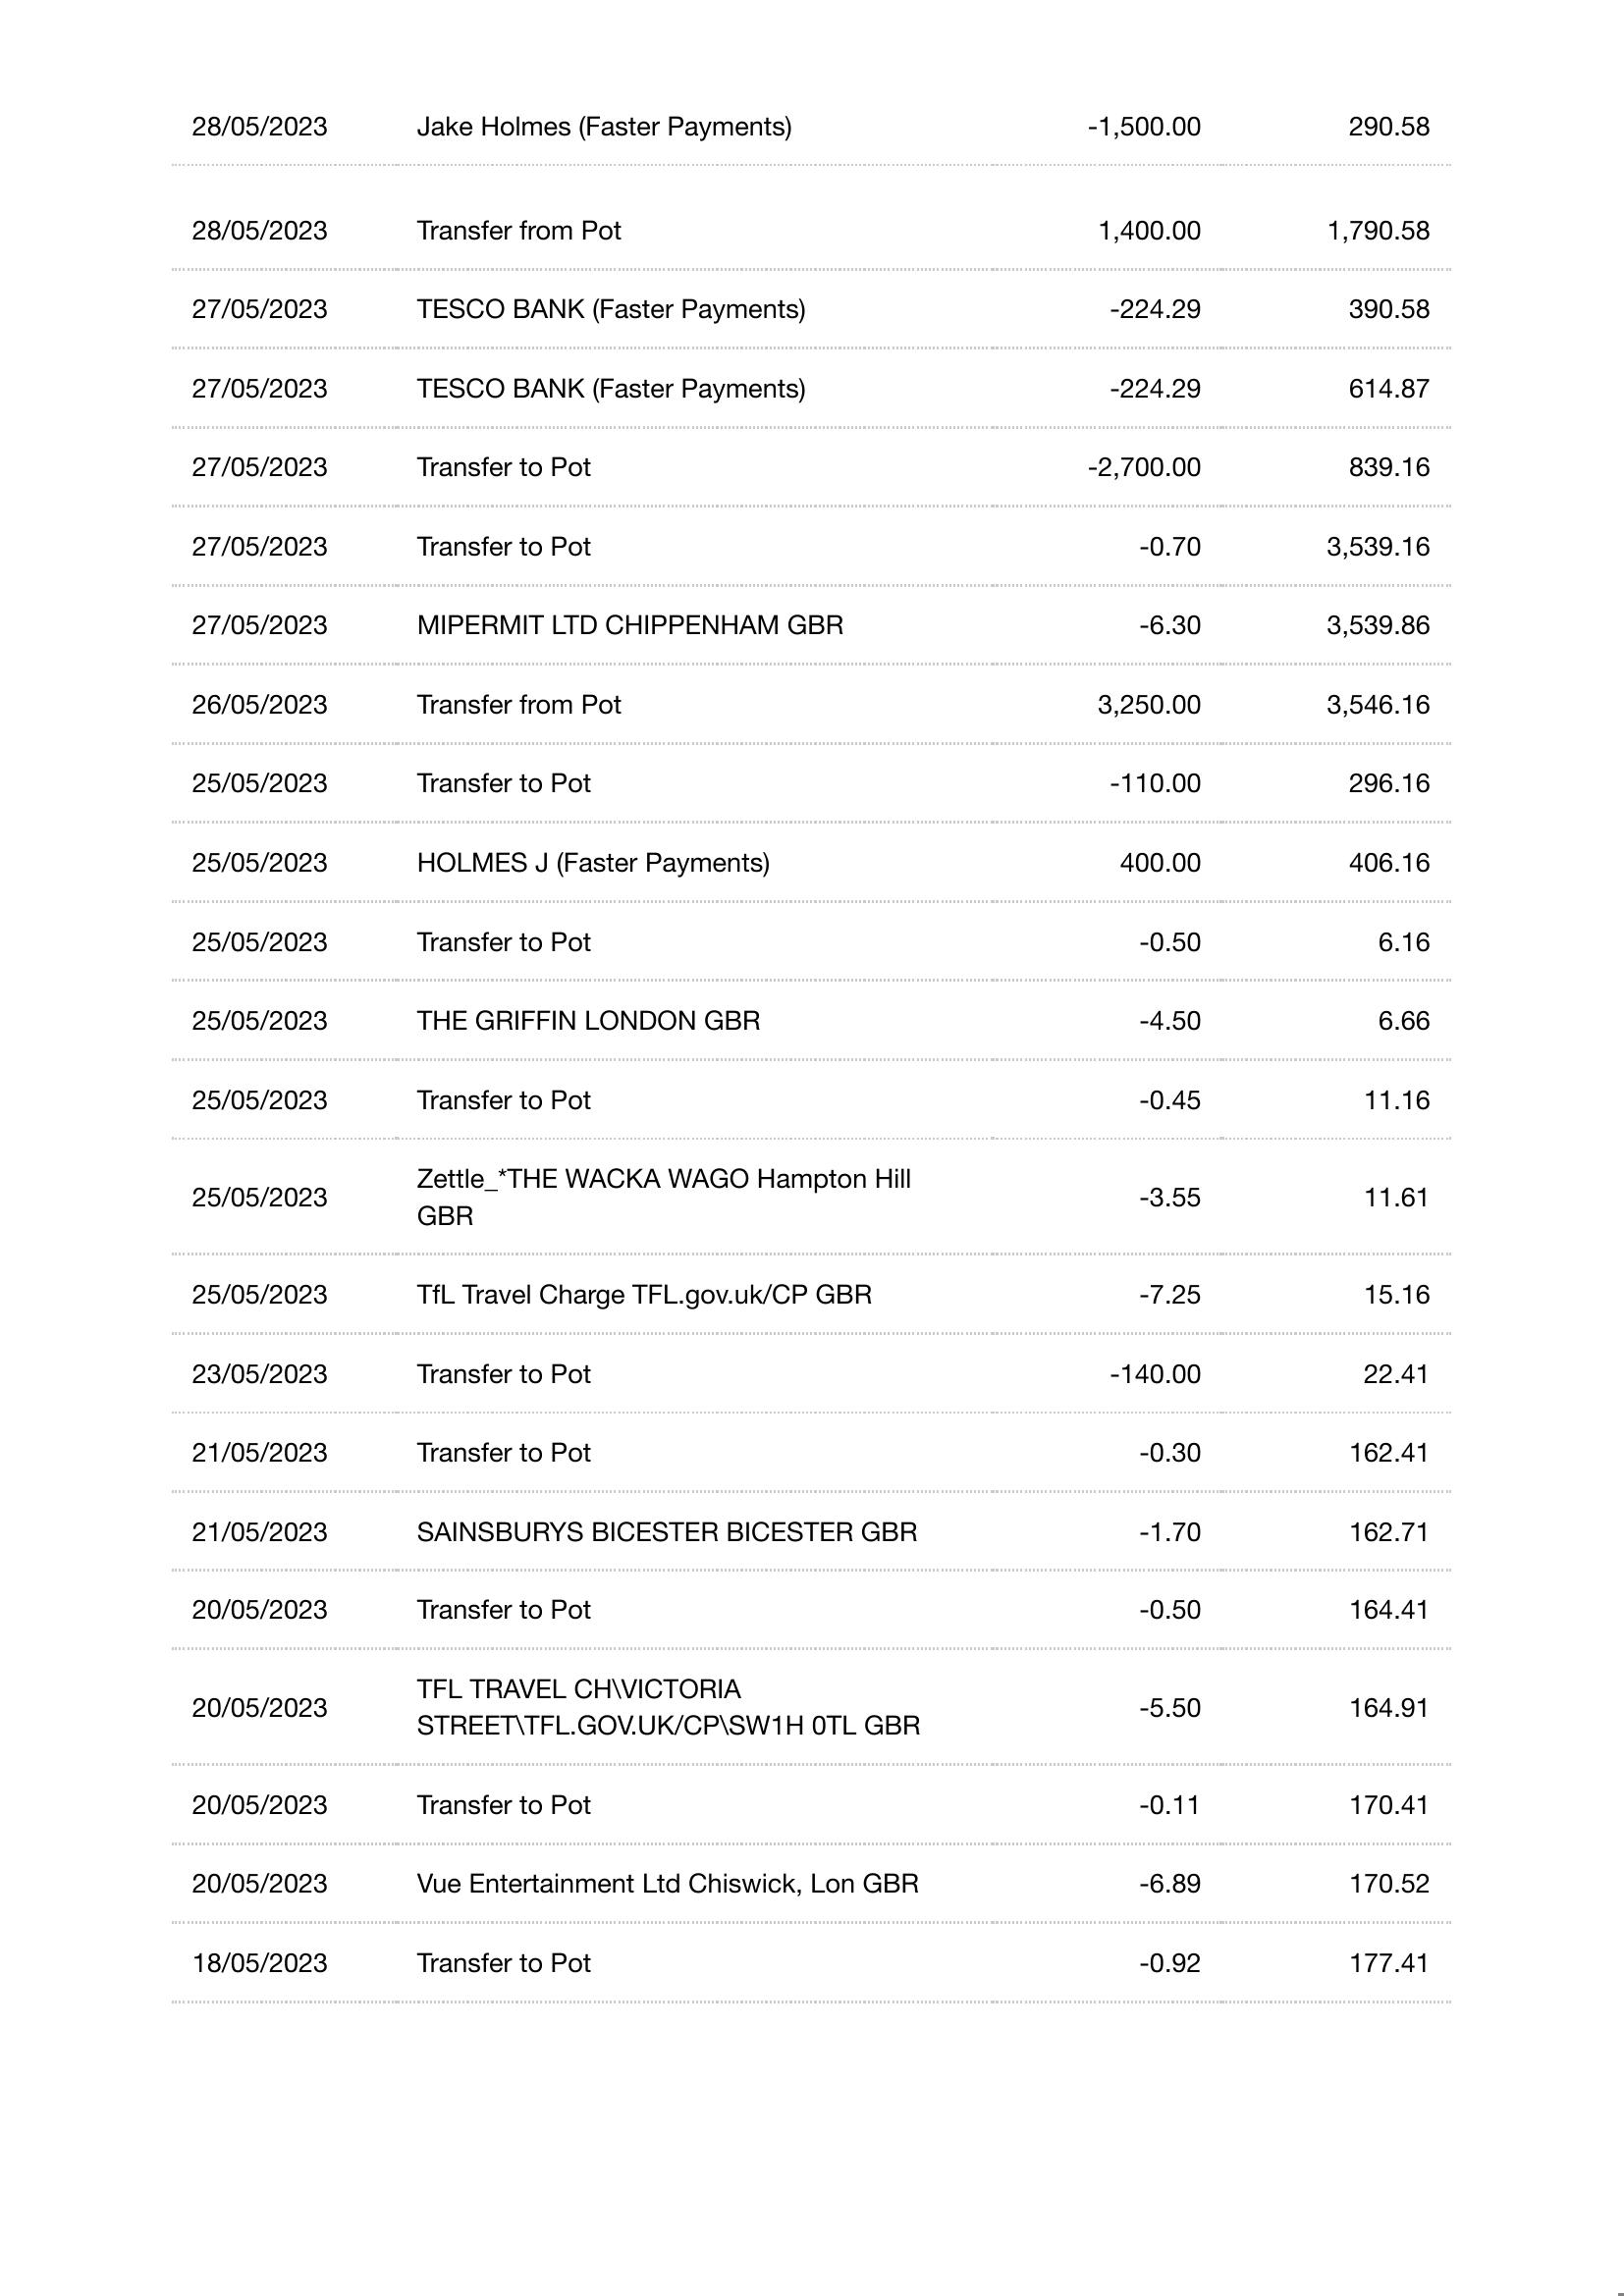 28/05/2023 Jake Holmes (Faster Payments) -1,500.00 290.58
28/05/2023 Transfer from Pot 1,400.00 1,790.58
27/05/2023 TESCO BANK (Faster Payments) -224.29 390.58
27/05/2023 TESCO BANK (Faster Payments) -224.29 614.87
27/05/2023 Transfer to Pot -2,700.00 839.16
27/05/2023 Transfer to Pot -0.70 3,539.16
27/05/2023 MIPERMIT LTD CHIPPENHAM GBR -6.30 3,539.86
26/05/2023 Transfer from Pot 3,250.00 3,546.16
25/05/2023 Transfer to Pot -110.00 296.16
25/05/2023 HOLMES J (Faster Payments) 400.00 406.16
25/05/2023 Transfer to Pot -0.50 6.16
25/05/2023 THE GRIFFIN LONDON GBR -4.50 6.66
25/05/2023 Transfer to Pot -0.45 11.16
Zettle_*THE WACKA WAGO Hampton Hill
25/05/2023 -3.55 11.61
GBR
25/05/2023 TfL Travel Charge TFL.gov.uk/CP GBR -7.25 15.16
23/05/2023 Transfer to Pot -140.00 22.41
21/05/2023 Transfer to Pot -0.30 162.41
21/05/2023 SAINSBURYS BICESTER BICESTER GBR -1.70 162.71
20/05/2023 Transfer to Pot -0.50 164.41
TFL TRAVEL CH\VICTORIA
20/05/2023 -5.50 164.91
STREET\TFL.GOV.UK/CP\SW1H 0TL GBR
20/05/2023 Transfer to Pot -0.11 170.41
20/05/2023 Vue Entertainment Ltd Chiswick, Lon GBR -6.89 170.52
18/05/2023 Transfer to Pot -0.92 177.41